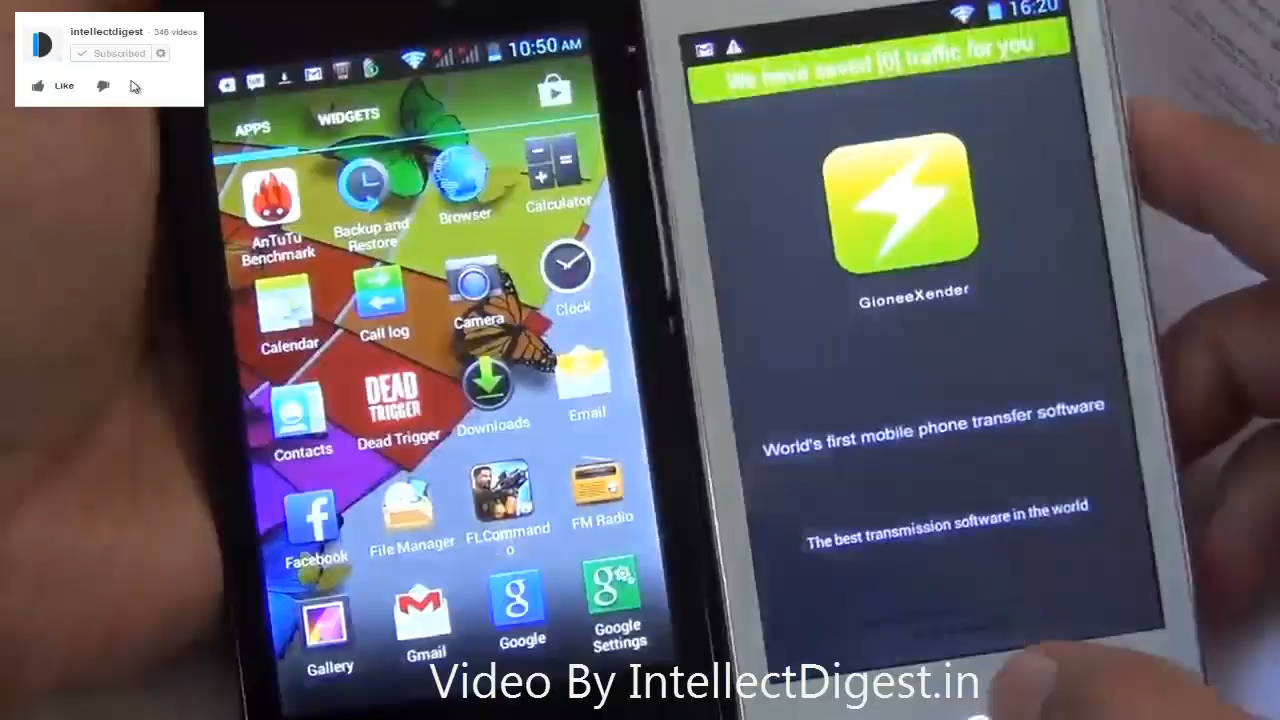 intellectdigest · 346 videos
Subscribed
Like
10:50 AM
APPS
WIDGETS
AnTuTu
Benchmark
Backup and
Restore
Browser
Calculator
Calendar
Call log
Camera
Clock
Contacts
DEAD
TRIGGER
Dead Trigger
Downloads
Email
Facebook
File Manager
FLCommand
o
FM Radio
Gallery
Gmail
Google
Google
Settings
16:20
We have saved [0] traffic for you
GioneeXender
World's first mobile phone transfer software
The best transmission software in the world
Video By IntellectDigest.in